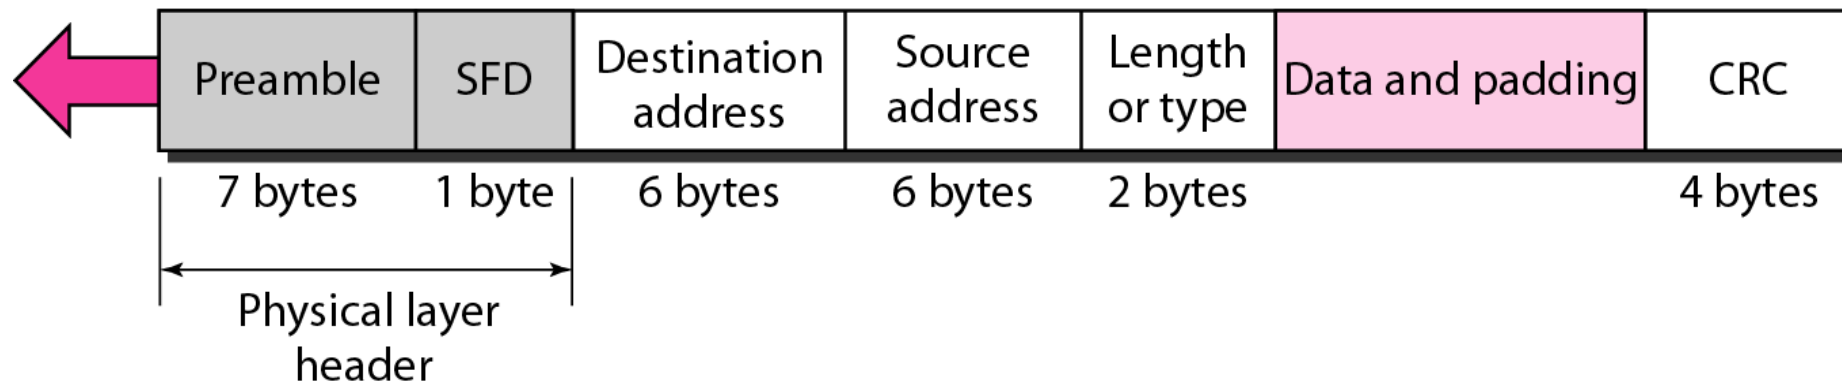 Preamble
SFD
Destination
address
Source
address
Length
or type
Data and padding
CRC
7 bytes
1 byte
6 bytes
6 bytes
2 bytes
4 bytes
Physical layer
header